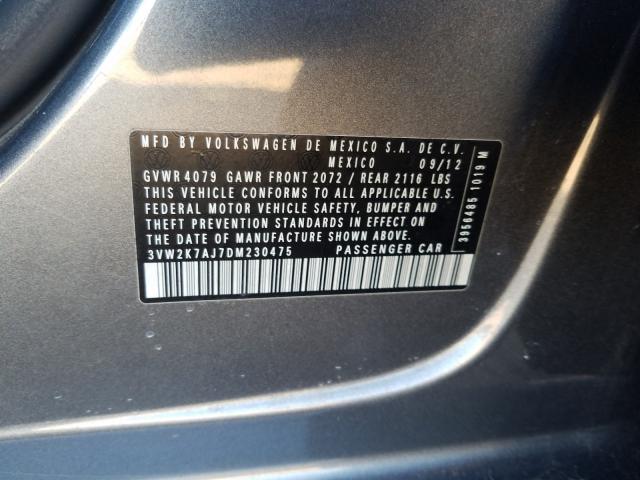 MFD BY VOLKSWAGEN DE MEXICO S.A. DE C.V.
MEXICO 09/12
GVWR 4079 GAWR FRONT 2072 / REAR 2116 LBS
THIS VEHICLE CONFORMS TO ALL APPLICABLE U.S.
FEDERAL MOTOR VEHICLE SAFETY, BUMPER AND
THEFT PREVENTION STANDARDS IN EFFECT ON
THE DATE OF MANUFACTURE SHOWN ABOVE.
3VW2K7AJ7DM230475 PASSENGER CAR
3956485 1019 M